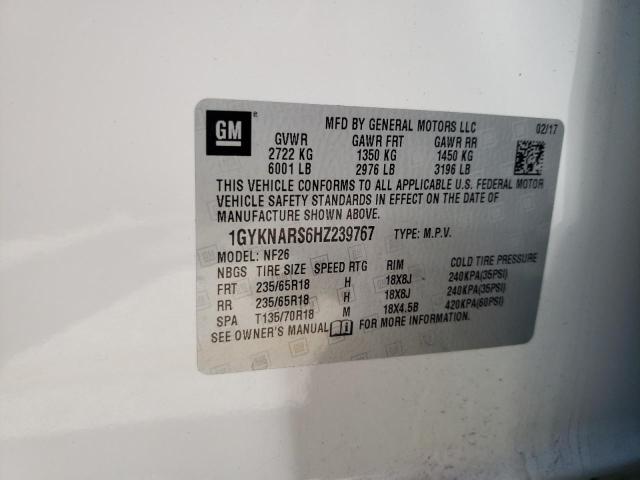 GM
MFD BY GENERAL MOTORS LLC 02/17
GVWR GAWR FRT GAWR RR
2722 KG 1350 KG 1450 KG
6001 LB 2976 LB 3196 LB
THIS VEHICLE CONFORMS TO ALL APPLICABLE U.S. FEDERAL MOTOR
VEHICLE SAFETY STANDARDS IN EFFECT ON THE DATE OF
MANUFACTURE SHOWN ABOVE.
1GYKNARS6HZ239767 TYPE: M.P.V.
MODEL: NF26
NBGS TIRE SIZE SPEED RTG RIM COLD TIRE PRESSURE
FRT 235/65R18 H 18X8J 240KPA(35PSI)
RR 235/65R18 H 18X8J 240KPA(35PSI)
SPA T135/70R18 M 18X4.5B 420KPA(60PSI)
SEE OWNER'S MANUAL FOR MORE INFORMATION.